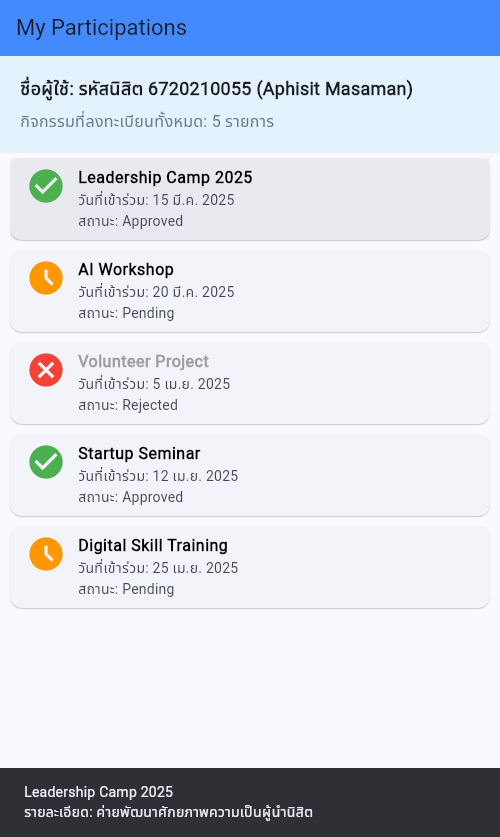 My Participations
ชื่อผู้ใช้: รหัสนิสิต 6720210055 (Aphisit Masaman)
กิจกรรมที่ลงทะเบียนทั้งหมด: 5 รายการ
Leadership Camp 2025
วันที่เข้าร่วม: 15 มี.ค. 2025
สถานะ: Approved
AI Workshop
วันที่เข้าร่วม: 20 มี.ค. 2025
สถานะ: Pending
Volunteer Project
วันที่เข้าร่วม: 5 เม.ย. 2025
สถานะ: Rejected
Startup Seminar
วันที่เข้าร่วม: 12 เม.ย. 2025
สถานะ: Approved
Digital Skill Training
วันที่เข้าร่วม: 25 เม.ย. 2025
สถานะ: Pending
Leadership Camp 2025
รายละเอียด: ค่ายพัฒนาศักยภาพความเป็นผู้นำนิสิต